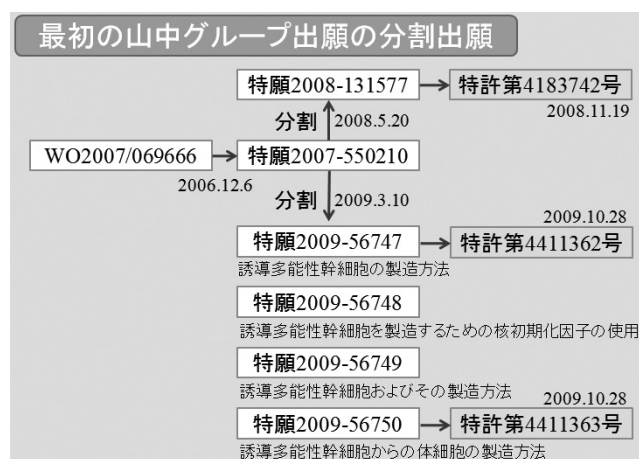 最初の山中グループ出願の分割出願
特願2008-131577
特許第4183742号
分割 2008.5.20
2008.11.19
WO2007/069666
特願2007-550210
2006.12.6
分割 2009.3.10
2009.10.28
特願2009-56747
特許第4411362号
誘導多能性幹細胞の製造方法
特願2009-56748
誘導多能性幹細胞を製造するための核初期化因子の使用
特願2009-56749
誘導多能性幹細胞およびその製造方法
2009.10.28
特願2009-56750
特許第4411363号
誘導多能性幹細胞からの体細胞の製造方法